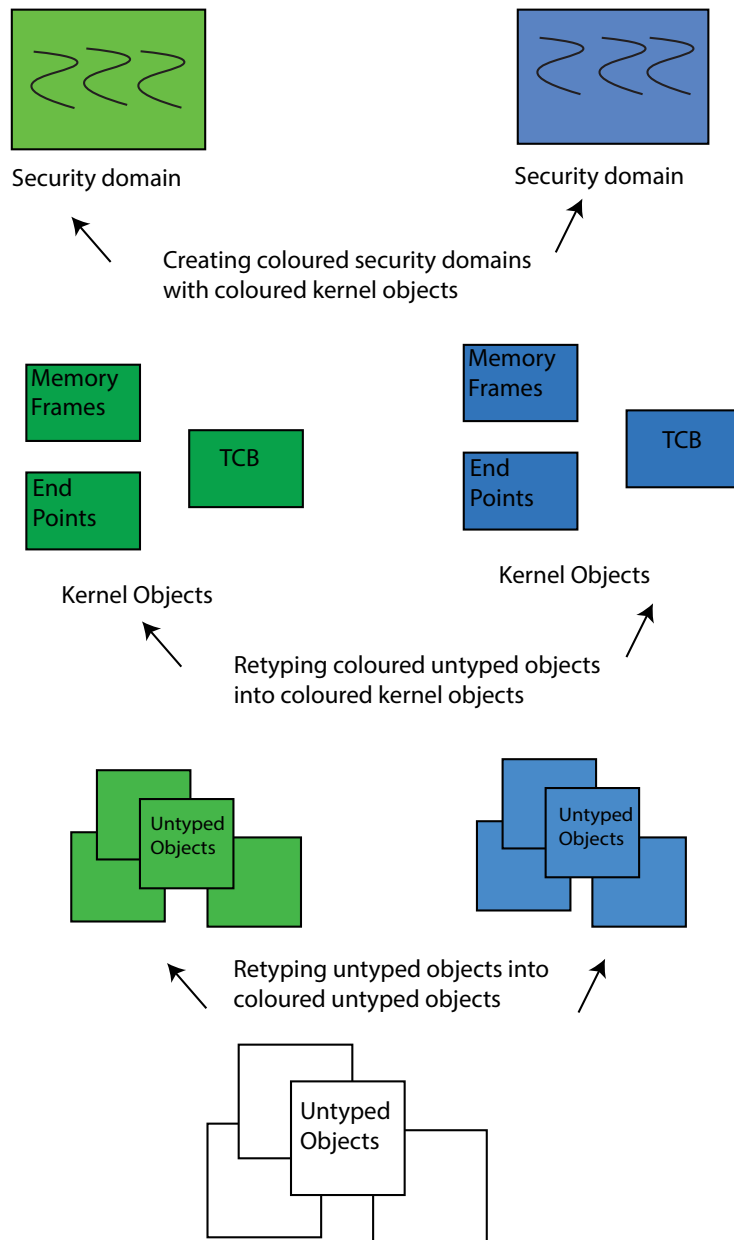 Security domain
Security domain
Creating coloured security domains
with coloured kernel objects
Memory
Frames
TCB
End
Points
Kernel Objects
Memory
Frames
TCB
End
Points
Kernel Objects
Retyping coloured untyped objects
into coloured kernel objects
Untyped
Objects
Untyped
Objects
Retyping untyped objects into
coloured untyped objects
Untyped
Objects